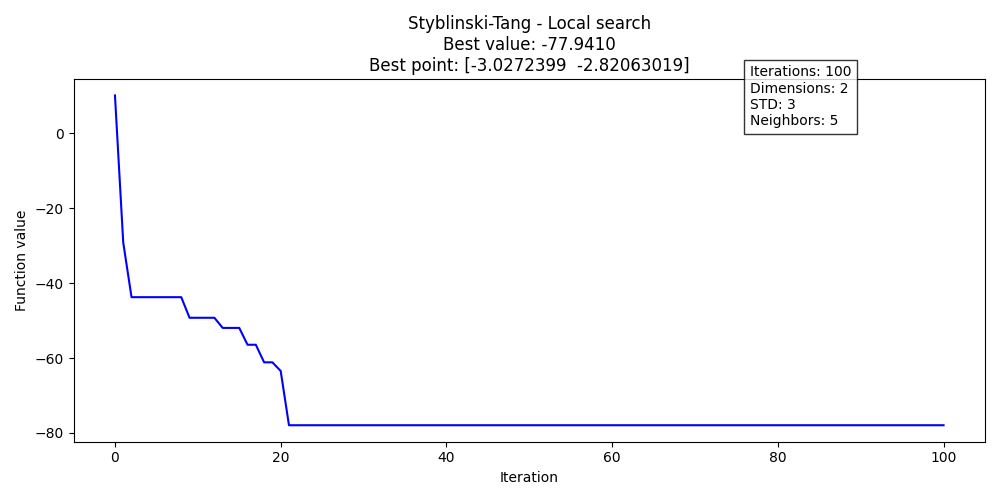 Styblinski-Tang - Local search
Best value: -77.9410
Best point: [-3.0272399  -2.82063019]
Iterations: 100
Dimensions: 2
STD: 3
Neighbors: 5
Function value
0
−20
−40
−60
−80
0
20
40
60
80
100
Iteration